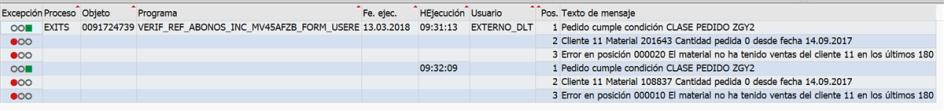 Excepción Proceso Objeto Programa Fe. ejec. HEjecución Usuario Pos. Texto de mensaje
EXITS 0091724739 VERIF_REF_ABONOS_INC_MV45AFZB_FORM_USERE 13.03.2018 09:31:13 EXTERNO_DLT 1 Pedido cumple condición CLASE PEDIDO ZGY2
2 Cliente 11 Material 201643 Cantidad pedida 0 desde fecha 14.09.2017
3 Error en posición 000020 El material no ha tenido ventas del cliente 11 en los últimos 180
09:32:09 1 Pedido cumple condición CLASE PEDIDO ZGY2
2 Cliente 11 Material 108837 Cantidad pedida 0 desde fecha 14.09.2017
3 Error en posición 000010 El material no ha tenido ventas del cliente 11 en los últimos 180